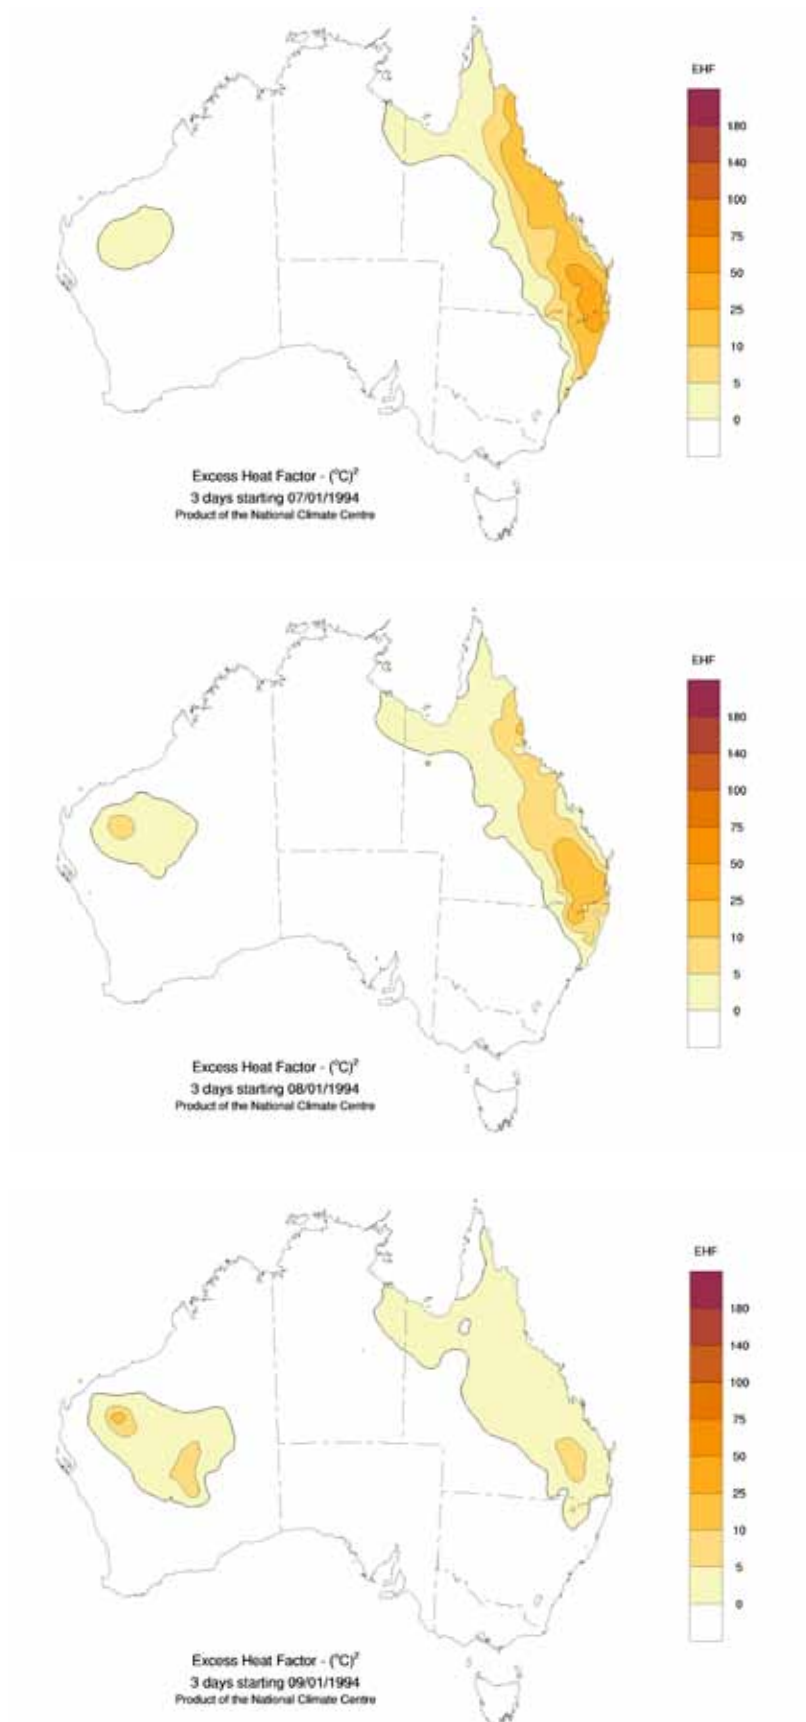 EHF
180
140
100
75
50
25
10
5
0
Excess Heat Factor - (°C)²
3 days starting 07/01/1994
Product of the National Climate Centre
EHF
180
140
100
75
50
25
10
5
0
Excess Heat Factor - (°C)²
3 days starting 08/01/1994
Product of the National Climate Centre
EHF
180
140
100
75
50
25
10
5
0
Excess Heat Factor - (°C)²
3 days starting 09/01/1994
Product of the National Climate Centre